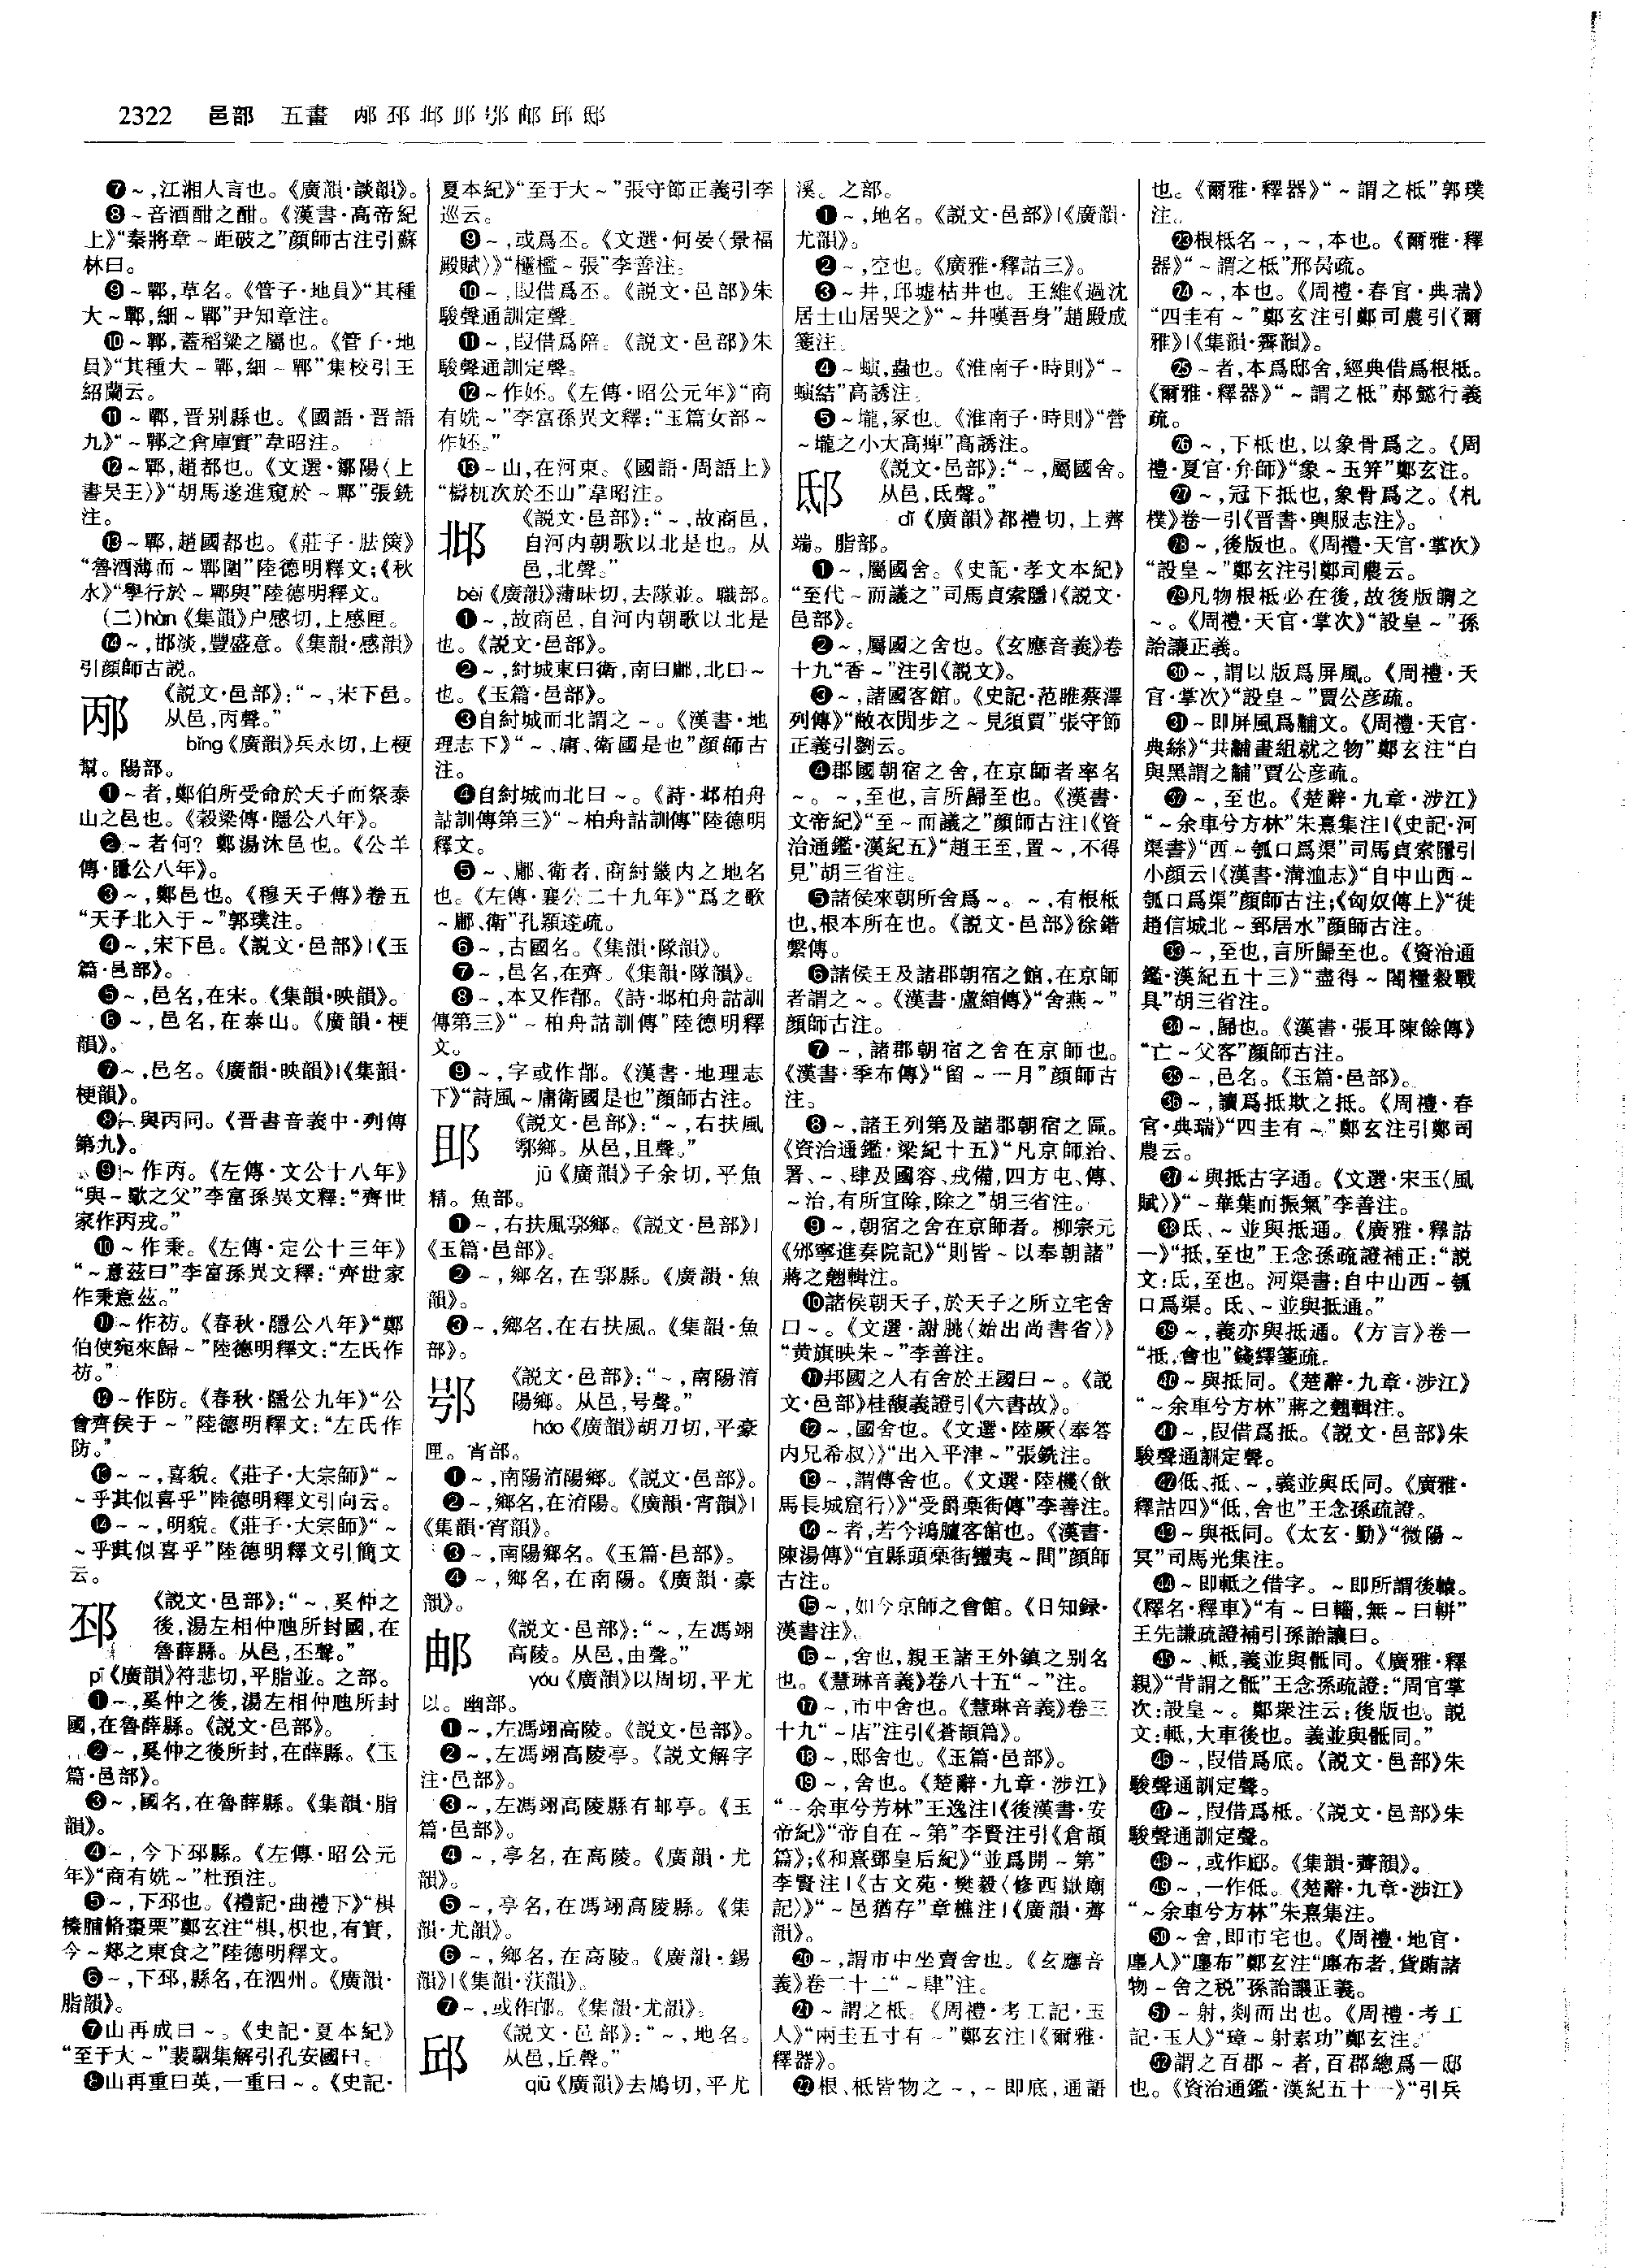 2322 邑部 五畫 邴邳邶䢸鄂邮邱邸
❼～,江湘人言也。《廣韻·談韻》。
❽～音酒酣之酣。《漢書·高帝紀
上》“秦將章～距破之”顔師古注引蘇
林曰。
❾～鄲,草名。《管子·地員》“其種
大～鄲,細～鄲”尹知章注。
❿～鄲,蓋稻粱之屬也。《管子·地
員》“其種大～鄲,細～鄲”集校引王
紹蘭云。
⓫～鄲,晋别縣也。《國語·晋語
九》“～鄲之倉庫實”韋昭注。
⓬～鄲,趙都也。《文選·鄒陽〈上
書吴王〉》“胡馬遂進窺於～鄲”張銑
注。
⓭～鄲,趙國都也。《莊子·胠篋》
“魯酒薄而～鄲圍”陸德明釋文;《秋
水》“學行於～鄲與”陸德明釋文。
(二)hàn《集韻》户感切,上感匣。
⓮～,邯淡,豐盛意。《集韻·感韻》
引顔師古説。
邴 《説文·邑部》:“～,宋下邑。
从邑,丙聲。”
bǐng《廣韻》兵永切,上梗
幫。陽部。
❶～者,鄭伯所受命於天子而祭泰
山之邑也。《穀梁傳·隱公八年》。
❷～者何?鄭湯沐邑也。《公羊
傳·隱公八年》。
❸～,鄭邑也。《穆天子傳》卷五
“天子北入于～”郭璞注。
❹～,宋下邑。《説文·邑部》|《玉
篇·邑部》。
❺～,邑名,在宋。《集韻·映韻》。
❻～,邑名,在泰山。《廣韻·梗
韻》。
❼～,邑名。《廣韻·映韻》|《集韻·
梗韻》。
❽～與丙同。《晋書音義中·列傳
第九》。
❾～作丙。《左傳·文公十八年》
“與～歜之父”李富孫異文釋:“齊世
家作丙戎。”
❿～作秉。《左傳·定公十三年》
“～意茲曰”李富孫異文釋:“齊世家
作秉意茲。”
⓫～作祊。《春秋·隱公八年》“鄭
伯使宛來歸～”陸德明釋文:“左氏作
祊。”
⓬～作防。《春秋·隱公九年》“公
會齊侯于～”陸德明釋文:“左氏作
防。”
⓭～～,喜貌。《莊子·大宗師》“～
～乎其似喜乎”陸德明釋文引向云。
⓮～～,明貌。《莊子·大宗師》“～
～乎其似喜乎”陸德明釋文引簡文
云。
邳 《説文·邑部》:“～,奚仲之
後,湯左相仲虺所封國,在
魯薛縣。从邑,丕聲。”
pī《廣韻》符悲切,平脂並。之部。
❶～,奚仲之後,湯左相仲虺所封
國,在魯薛縣。《説文·邑部》。
❷～,奚仲之後所封,在薛縣。《玉
篇·邑部》。
❸～,國名,在魯薛縣。《集韻·脂
韻》。
❹～,今下邳縣。《左傳·昭公元
年》“商有姺～”杜預注。
❺～,下邳也。《禮記·曲禮下》“棋
榛脯脩棗栗”鄭玄注“棋,枳也,有實,
今～郯之東食之”陸德明釋文。
❻～,下邳,縣名,在泗州。《廣韻·
脂韻》。
❼山再成曰～。《史記·夏本紀》
“至于大～”裴駰集解引孔安國曰。
❽山再重曰英,一重曰～。《史記·
夏本紀》“至于大～”張守節正義引李
巡云。
❾～,或爲丕。《文選·何晏〈景福
殿賦〉》“櫼櫨～張”李善注。
❿～,叚借爲丕。《説文·邑部》朱
駿聲通訓定聲。
⓫～,叚借爲陪。《説文·邑部》朱
駿聲通訓定聲。
⓬～作㚰。《左傳·昭公元年》“商
有姺～”李富孫異文釋:“玉篇女部～
作㚰。”
⓭～山,在河東。《國語·周語上》
“檮杌次於丕山”韋昭注。
邶 《説文·邑部》:“～,故商邑,
自河内朝歌以北是也。从
邑,北聲。”
bèi《廣韻》蒲昧切,去隊並。職部。
❶～,故商邑,自河内朝歌以北是
也。《説文·邑部》。
❷～,紂城東曰衛,南曰鄘,北曰～
也。《玉篇·邑部》。
❸自紂城而北謂之～。《漢書·地
理志下》“～、庸、衛國是也”顔師古
注。
❹自紂城而北曰～。《詩·邶柏舟
詁訓傳第三》“～柏舟詁訓傳”陸德明
釋文。
❺～、鄘、衛者,商紂畿内之地名
也。《左傳·襄公二十九年》“爲之歌
～鄘、衛”孔穎達疏。
❻～,古國名。《集韻·隊韻》。
❼～,邑名,在齊。《集韻·隊韻》。
❽～,本又作鄁。《詩·邶柏舟詁訓
傳第三》“～柏舟詁訓傳”陸德明釋
文。
❾～,字或作鄁。《漢書·地理志
下》“詩風～庸衛國是也”顔師古注。
䢸 《説文·邑部》:“～,右扶風
鄠鄉。从邑,且聲。”
jū《廣韻》子余切,平魚
精。魚部。
❶～,右扶風鄠鄉。《説文·邑部》|
《玉篇·邑部》。
❷～,鄉名,在鄠縣。《廣韻·魚
韻》。
❸～,鄉名,在右扶風。《集韻·魚
部》。
号阝 《説文·邑部》:“～,南陽淯
陽鄉。从邑,号聲。”
háo《廣韻》胡刀切,平豪
匣。宵部。
❶～,南陽淯陽鄉。《説文·邑部》。
❷～,鄉名,在淯陽。《廣韻·宵韻》|
《集韻·宵韻》。
❸～,南陽鄉名。《玉篇·邑部》。
❹～,鄉名,在南陽。《廣韻·豪
韻》。
邮 《説文·邑部》:“～,左馮翊
高陵。从邑,由聲。”
yóu《廣韻》以周切,平尤
以。幽部。
❶～,左馮翊高陵。《説文·邑部》。
❷～,左馮翊高陵亭。《説文解字
注·邑部》。
❸～,左馮翊高陵縣有邮亭。《玉
篇·邑部》。
❹～,亭名,在高陵。《廣韻·尤
韻》。
❺～,亭名,在馮翊高陵縣。《集
韻·尤韻》。
❻～,鄉名,在高陵。《廣韻·錫
韻》|《集韻·𡘋韻》。
❼～,或作䣀。《集韻·尤韻》。
邱 《説文·邑部》:“～,地名。
从邑,丘聲。”
qiū《廣韻》去鳩切,平尤
溪。之部。
❶～,地名。《説文·邑部》|《廣韻·
尤韻》。
❷～,空也。《廣雅·釋詁三》。
❸～井,邱墟枯井也。王維《過沈
居士山居哭之》“～井嘆吾身”趙殿成
箋注。
❹～螾,蟲也。《淮南子·時則》“～
螾結”高誘注。
❺～壠,冢也。《淮南子·時則》“營
～壠之小大高庳”高誘注。
邸 《説文·邑部》:“～,屬國舍。
从邑,氐聲。”
dǐ《廣韻》都禮切,上薺
端。脂部。
❶～,屬國舍。《史記·孝文本紀》
“至代～而議之”司馬貞索隱|《説文·
邑部》。
❷～,屬國之舍也。《玄應音義》卷
十九“香～”注引《説文》。
❸～,諸國客館。《史記·范雎蔡澤
列傳》“敝衣閒步之～見須賈”張守節
正義引劉云。
❹郡國朝宿之舍,在京師者率名
～。～,至也,言所歸至也。《漢書·
文帝紀》“至～而議之”顔師古注|《資
治通鑑·漢紀五》“趙王至,置～,不得
見”胡三省注。
❺諸侯來朝所舍爲～。～,有根柢
也,根本所在也。《説文·邑部》徐鍇
繫傳。
❻諸侯王及諸郡朝宿之館,在京師
者謂之～。《漢書·盧綰傳》“舍燕～”
顔師古注。
❼～,諸郡朝宿之舍在京師也。
《漢書·季布傳》“留～一月”顔師古
注。
❽～,諸王列第及諸郡朝宿之區。
《資治通鑑·梁紀十五》“凡京師治、
署、～、肆及國容、戎備,四方屯、傳、
～治,有所宜除,除之”胡三省注。
❾～,朝宿之舍在京師者。柳宗元
《邠寧進奏院記》“則皆～以奉朝請”
蔣之翹輯注。
❿諸侯朝天子,於天子之所立宅舍
曰～。《文選·謝朓〈始出尚書省〉》
“黄旗映朱～”李善注。
⓫邦國之人有舍於王國曰～。《説
文·邑部》桂馥義證引《六書故》。
⓬～,國舍也。《文選·陸厥〈奉答
内兄希叔〉》“出入平津～”張銑注。
⓭～,謂傳舍也。《文選·陸機〈飲
馬長城窟行〉》“受爵稾街傳”李善注。
⓮～者,若今鴻臚客館也。《漢書·
陳湯傳》“宜縣頭稾街蠻夷～間”顔師
古注。
⓯～,如今京師之會館。《日知録·
漢書注》。
⓰～,舍也,親王諸王外鎮之别名
也。《慧琳音義》卷八十五“～”注。
⓱～,市中舍也。《慧琳音義》卷三
十九“～店”注引《蒼頡篇》。
⓲～,邸舍也。《玉篇·邑部》。
⓳～,舍也。《楚辭·九章·涉江》
“～余車兮芳林”王逸注|《後漢書·安
帝紀》“帝自在～第”李賢注引《倉頡
篇》;《和熹鄧皇后紀》“並爲開～第”
李賢注|《古文苑·樊毅〈修西嶽廟
記〉》“～邑猶存”章樵注|《廣韻·薺
韻》。
⓴～,謂市中坐賣舍也。《玄應音
義》卷二十二“～肆”注。
㉑～謂之柢。《周禮·考工記·玉
人》“兩圭五寸有～”鄭玄注|《爾雅·
釋器》。
㉒根、柢皆物之～,～即底,通語
也。《爾雅·釋器》“～謂之柢”郭璞
注。
㉓根柢名～,～,本也。《爾雅·釋
器》“～謂之柢”邢昺疏。
㉔～,本也。《周禮·春官·典瑞》
“四圭有～”鄭玄注引鄭司農引《爾
雅》|《集韻·薺韻》。
㉕～者,本爲邸舍,經典借爲根柢。
《爾雅·釋器》“～謂之柢”郝懿行義
疏。
㉖～,下柢也,以象骨爲之。《周
禮·夏官·弁師》“象～玉笄”鄭玄注。
㉗～,冠下抵也,象骨爲之。《札
樸》卷一引《晋書·輿服志注》。
㉘～,後版也。《周禮·天官·掌次》
“設皇～”鄭玄注引鄭司農云。
㉙凡物根柢必在後,故後版謂之
～。《周禮·天官·掌次》“設皇～”孫
詒讓正義。
㉚～,謂以版爲屏風。《周禮·天
官·掌次》“設皇～”賈公彦疏。
㉛～即屏風爲黼文。《周禮·天官·
典絲》“共黼畫組就之物”鄭玄注“白
與黑謂之黼”賈公彦疏。
㉜～,至也。《楚辭·九章·涉江》
“～余車兮方林”朱熹集注|《史記·河
渠書》“西～瓠口爲渠”司馬貞索隱引
小顔云|《漢書·溝洫志》“自中山西～
瓠口爲渠”顔師古注;《匈奴傳上》“徙
趙信城北～郅居水”顔師古注。
㉝～,至也,言所歸至也。《資治通
鑑·漢紀五十三》“盡得～閣糧穀戰
具”胡三省注。
㉞～,歸也。《漢書·張耳陳餘傳》
“亡～父客”顔師古注。
㉟～,邑名。《玉篇·邑部》。
㊱～,讀爲抵欺之抵。《周禮·春
官·典瑞》“四圭有～”鄭玄注引鄭司
農云。
㊲～與抵古字通。《文選·宋玉〈風
賦〉》“～華葉而振氣”李善注。
㊳氐、～並與抵通。《廣雅·釋詁
一》“抵,至也”王念孫疏證補正:“説
文:氐,至也。河渠書:自中山西～瓠
口爲渠。氐、～並與抵通。”
㊴～,義亦與抵通。《方言》卷一
“抵,會也”錢繹箋疏。
㊵～與抵同。《楚辭·九章·涉江》
“～余車兮方林”蔣之翹輯注。
㊶～,叚借爲抵。《説文·邑部》朱
駿聲通訓定聲。
㊷低、抵、～,義並與氐同。《廣雅·
釋詁四》“低,舍也”王念孫疏證。
㊸～與柢同。《太玄·勤》“微陽～
冥”司馬光集注。
㊹～即軧之借字。～即所謂後轅。
《釋名·釋車》“有～曰輜,無～曰軿”
王先謙疏證補引孫詒讓曰。
㊺～、軧,義並與骶同。《廣雅·釋
親》“背謂之骶”王念孫疏證:“周官掌
次:設皇～。鄭衆注云:後版也。説
文:軧,大車後也。義並與骶同。”
㊻～,叚借爲底。《説文·邑部》朱
駿聲通訓定聲。
㊼～,叚借爲柢。《説文·邑部》朱
駿聲通訓定聲。
㊽～,或作厎。《集韻·薺韻》。
㊾～,一作低。《楚辭·九章·涉江》
“～余車兮方林”朱熹集注。
㊿～舍,即市宅也。《周禮·地官·
廛人》“廛布”鄭玄注“廛布者,貨賄諸
物～舍之税”孫詒讓正義。
51～射,剡而出也。《周禮·考工
記·玉人》“璋～射素功”鄭玄注。
52謂之百郡～者,百郡總爲一邸
也。《資治通鑑·漢紀五十一》“引兵